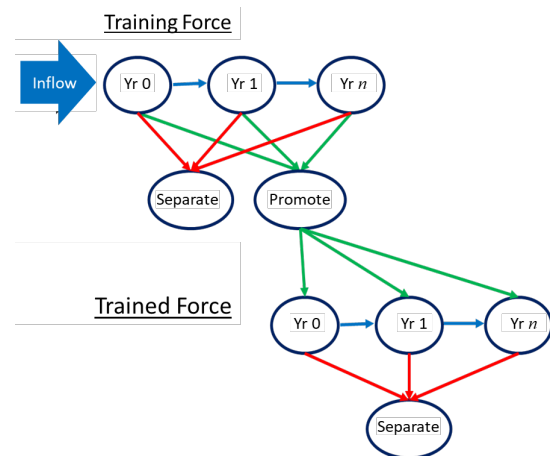 Training Force
Inflow
Yr 0
Yr 1
Yr n
Separate
Promote
Trained Force
Yr 0
Yr 1
Yr n
Separate